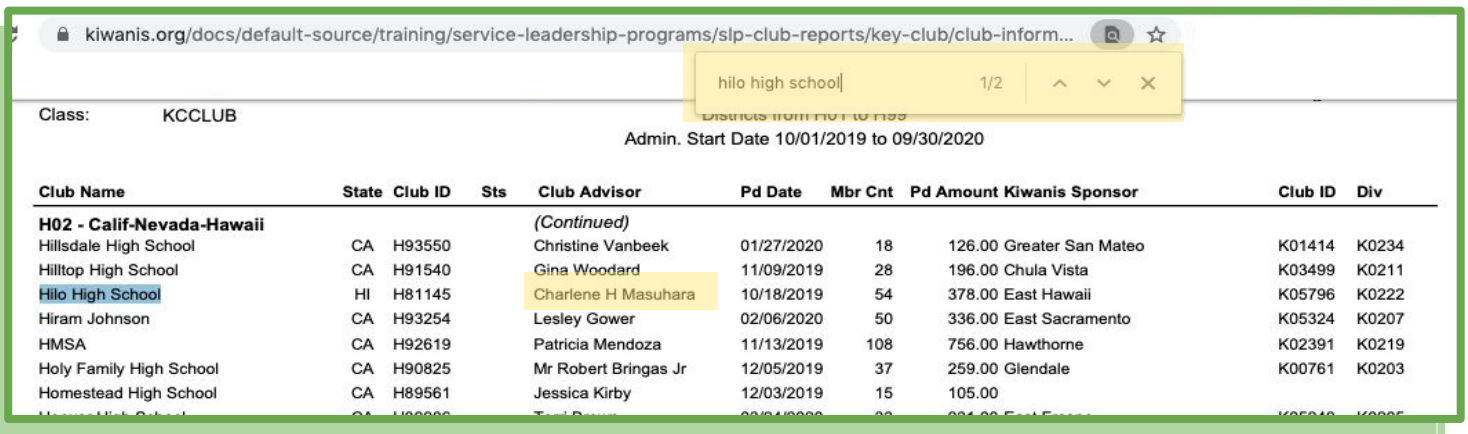 kiwanis.org/docs/default-source/training/service-leadership-programs/slp-club-reports/key-club/club-inform...
hilo high school 1/2
Class: KCCLUB Districts from H01 to H99
Admin. Start Date 10/01/2019 to 09/30/2020
Club Name State Club ID Sts Club Advisor Pd Date Mbr Cnt Pd Amount Kiwanis Sponsor Club ID Div
H02 - Calif-Nevada-Hawaii (Continued)
Hillsdale High School CA H93550 Christine Vanbeek 01/27/2020 18 126.00 Greater San Mateo K01414 K0234
Hilltop High School CA H91540 Gina Woodard 11/09/2019 28 196.00 Chula Vista K03499 K0211
Hilo High School HI H81145 Charlene H Masuhara 10/18/2019 54 378.00 East Hawaii K05796 K0222
Hiram Johnson CA H93254 Lesley Gower 02/06/2020 50 336.00 East Sacramento K05324 K0207
HMSA CA H92619 Patricia Mendoza 11/13/2019 108 756.00 Hawthorne K02391 K0219
Holy Family High School CA H90825 Mr Robert Bringas Jr 12/05/2019 37 259.00 Glendale K00761 K0203
Homestead High School CA H89561 Jessica Kirby 12/03/2019 15 105.00